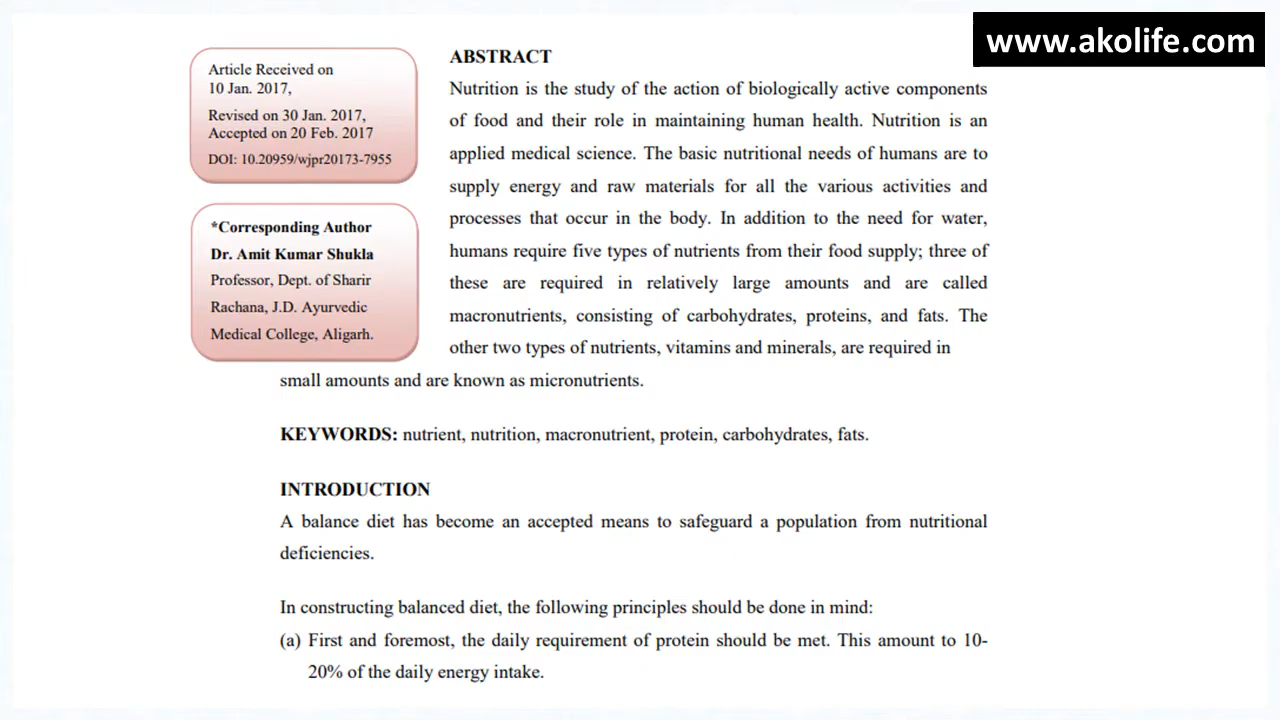 www.akolife.com
Article Received on
10 Jan. 2017,
Revised on 30 Jan. 2017,
Accepted on 20 Feb. 2017
DOI: 10.20959/wjpr20173-7955
*Corresponding Author
Dr. Amit Kumar Shukla
Professor, Dept. of Sharir
Rachana, J.D. Ayurvedic
Medical College, Aligarh.
ABSTRACT
Nutrition is the study of the action of biologically active components
of food and their role in maintaining human health. Nutrition is an
applied medical science. The basic nutritional needs of humans are to
supply energy and raw materials for all the various activities and
processes that occur in the body. In addition to the need for water,
humans require five types of nutrients from their food supply; three of
these are required in relatively large amounts and are called
macronutrients, consisting of carbohydrates, proteins, and fats. The
other two types of nutrients, vitamins and minerals, are required in
small amounts and are known as micronutrients.
KEYWORDS: nutrient, nutrition, macronutrient, protein, carbohydrates, fats.
INTRODUCTION
A balance diet has become an accepted means to safeguard a population from nutritional
deficiencies.
In constructing balanced diet, the following principles should be done in mind:
(a) First and foremost, the daily requirement of protein should be met. This amount to 10-
20% of the daily energy intake.